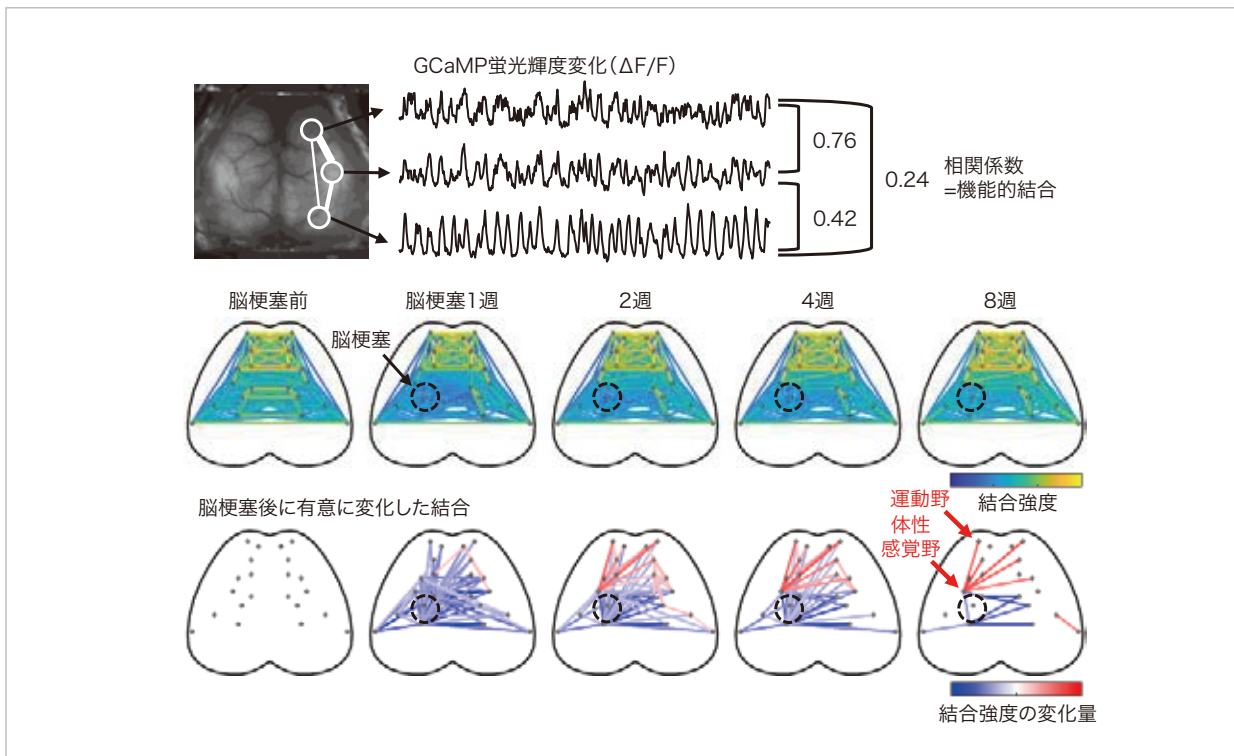 GCaMP蛍光輝度変化(ΔF/F)
0.76
0.42
0.24
相関係数
=機能的結合
脳梗塞前
脳梗塞1週
2週
4週
8週
脳梗塞
結合強度
脳梗塞後に有意に変化した結合
運動野
体性
感覚野
結合強度の変化量